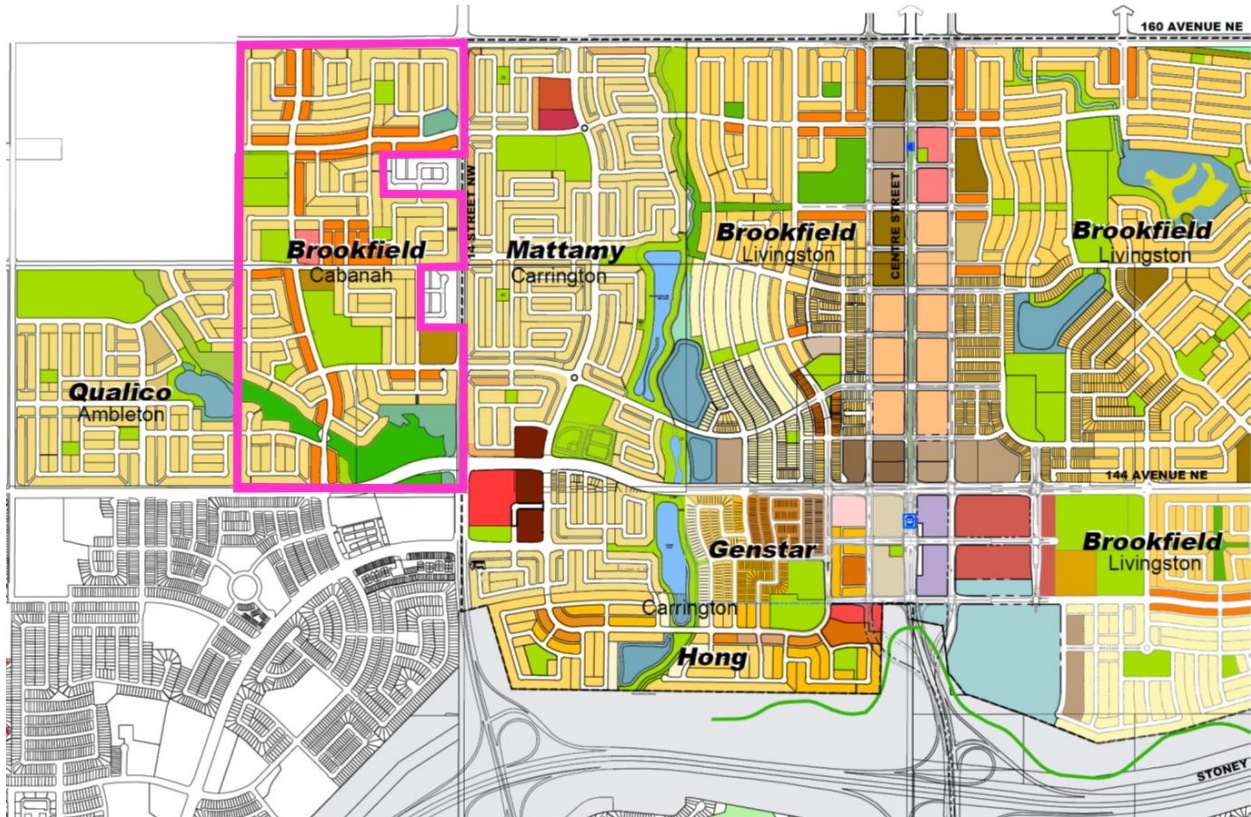 160 AVENUE NE
14 STREET NW
CENTRE STREET
Brookfield
Cabanah
Mattamy
Carrington
Brookfield
Livingston
Brookfield
Livingston
Qualico
Ambleton
144 AVENUE NE
Genstar
Brookfield
Livingston
Carrington
Hong
STONEY